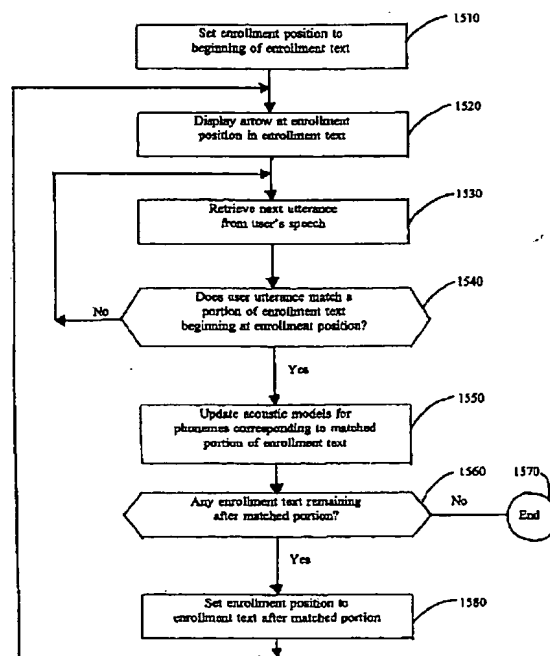 1510
Set enrollment position to
beginning of enrollment text
1520
Display arrow at enrollment
position in enrollment text
1530
Retrieve next utterance
from user's speech
1540
Does user utterance match a
portion of enrollment text
beginning at enrollment position?
No
Yes
1550
Update acoustic models for
phonemes corresponding to matched
portion of enrollment text
1560
1570
Any enrollment text remaining
after matched portion?
No
End
Yes
1580
Set enrollment position to
enrollment text after matched portion